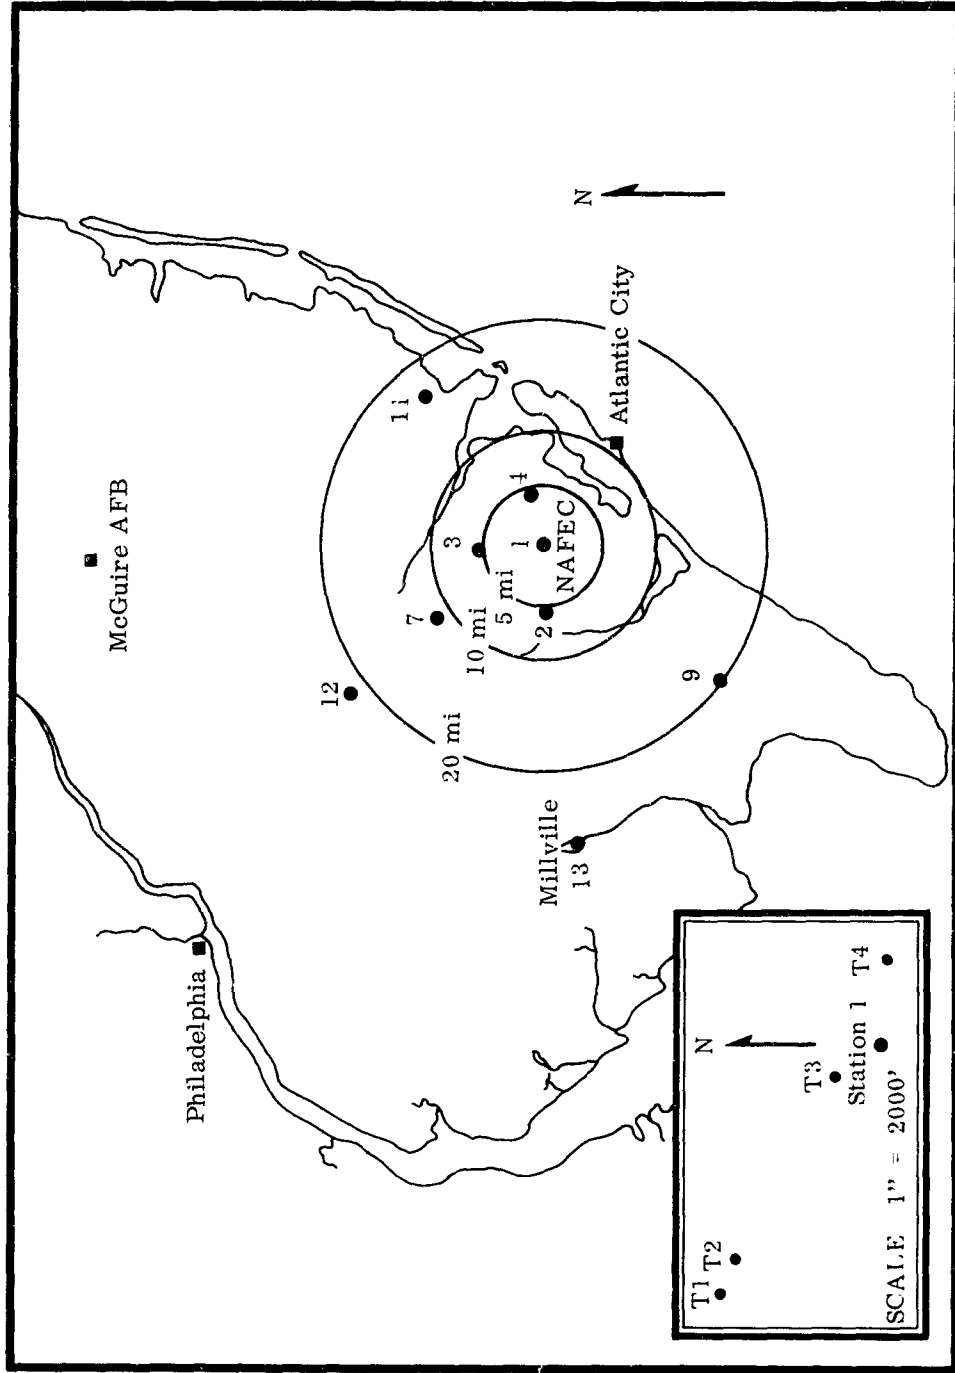 McGuire AFB
Philadelphia
N
12
7
11
3
4
20 mi
10 mi
5 mi
1
2
NAFEC
Atlantic City
Millville
13
9
N
T1
T2
T3
Station 1
T4
SCALE 1" = 2000'